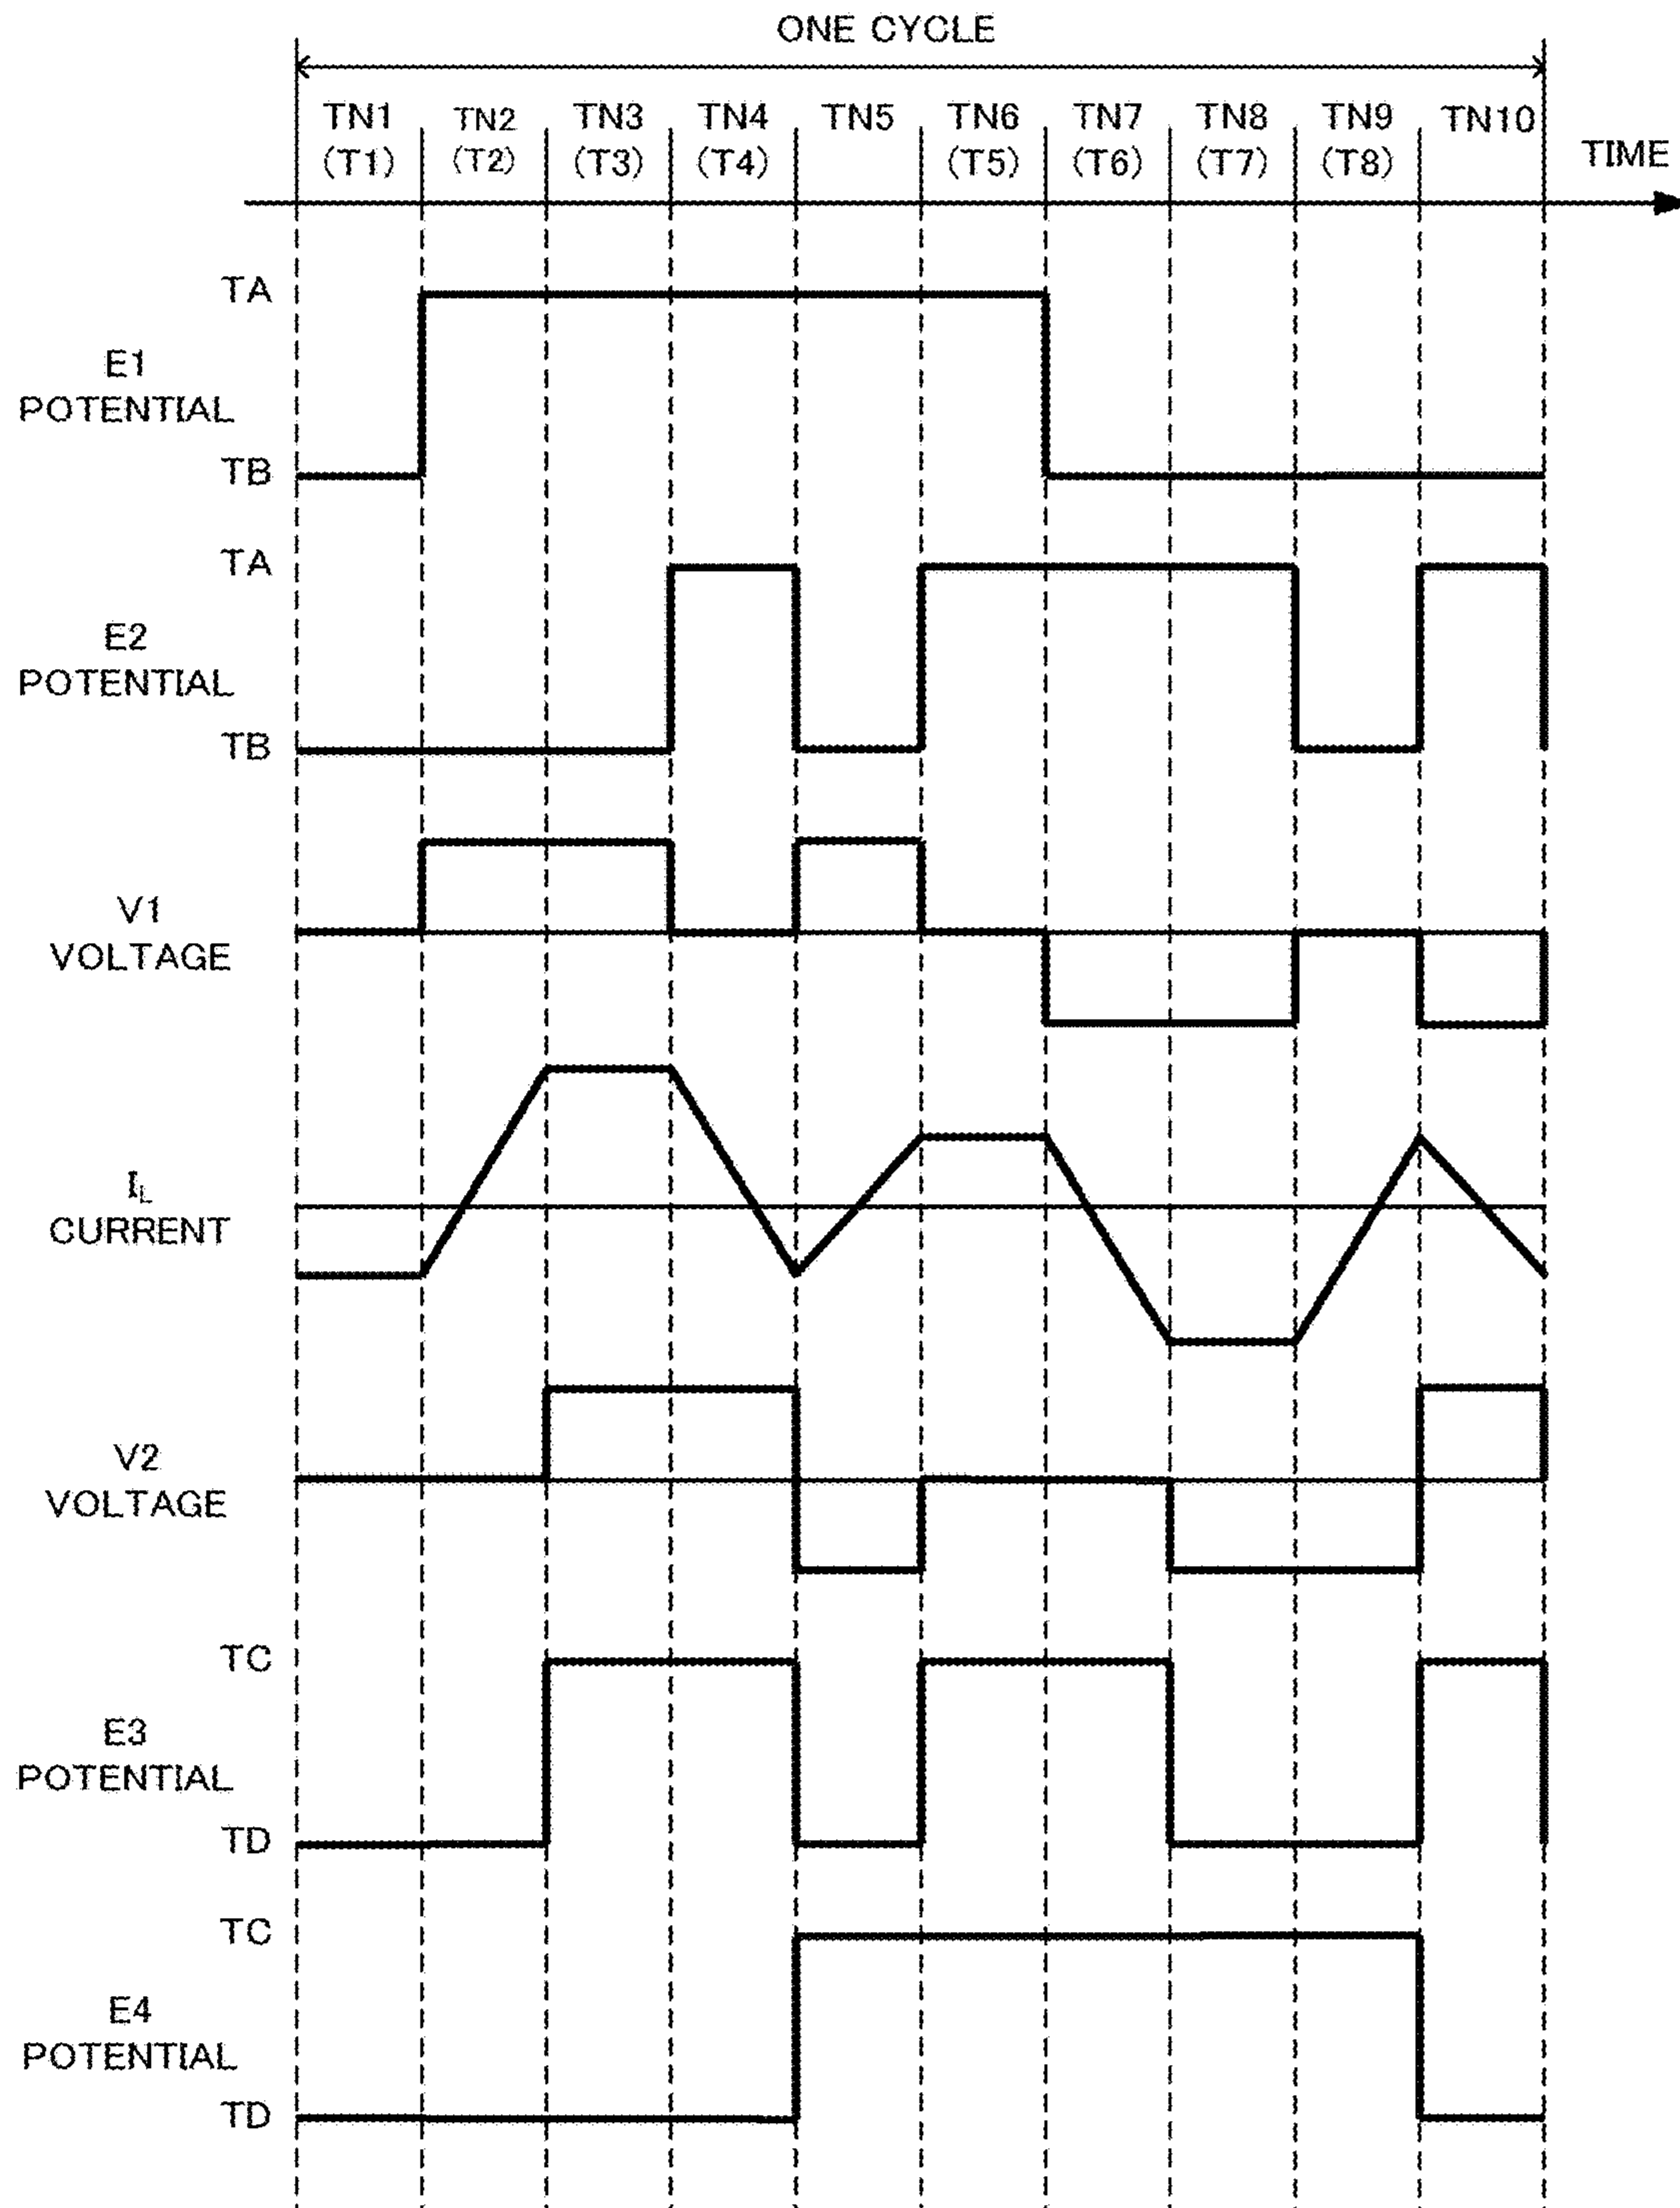 ONE CYCLE
TN1 TN2 TN3 TN4 TN5 TN6 TN7 TN8 TN9 TN10
(T1) (T2) (T3) (T4) (T5) (T6) (T7) (T8)
TIME
TA
E1
POTENTIAL
TB
TA
E2
POTENTIAL
TB
V1
VOLTAGE
IL
CURRENT
V2
VOLTAGE
TC
E3
POTENTIAL
TD
TC
E4
POTENTIAL
TD